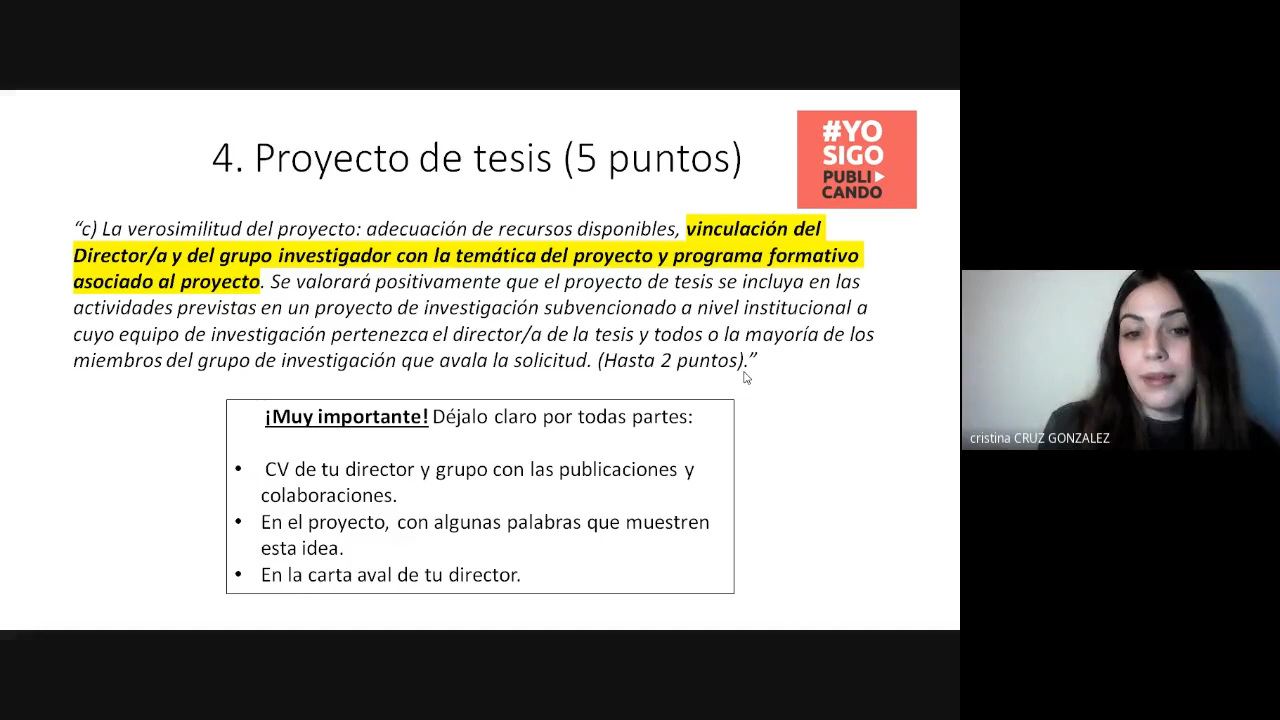 4. Proyecto de tesis (5 puntos)
#YO
SIGO
PUBLI
CANDO
“c) La verosimilitud del proyecto: adecuación de recursos disponibles, vinculación del
Director/a y del grupo investigador con la temática del proyecto y programa formativo
asociado al proyecto. Se valorará positivamente que el proyecto de tesis se incluya en las
actividades previstas en un proyecto de investigación subvencionado a nivel institucional a
cuyo equipo de investigación pertenezca el director/a de la tesis y todos o la mayoría de los
miembros del grupo de investigación que avala la solicitud. (Hasta 2 puntos).”
¡Muy importante! Déjalo claro por todas partes:
• CV de tu director y grupo con las publicaciones y
colaboraciones.
• En el proyecto, con algunas palabras que muestren
esta idea.
• En la carta aval de tu director.
cristina CRUZ GONZALEZ